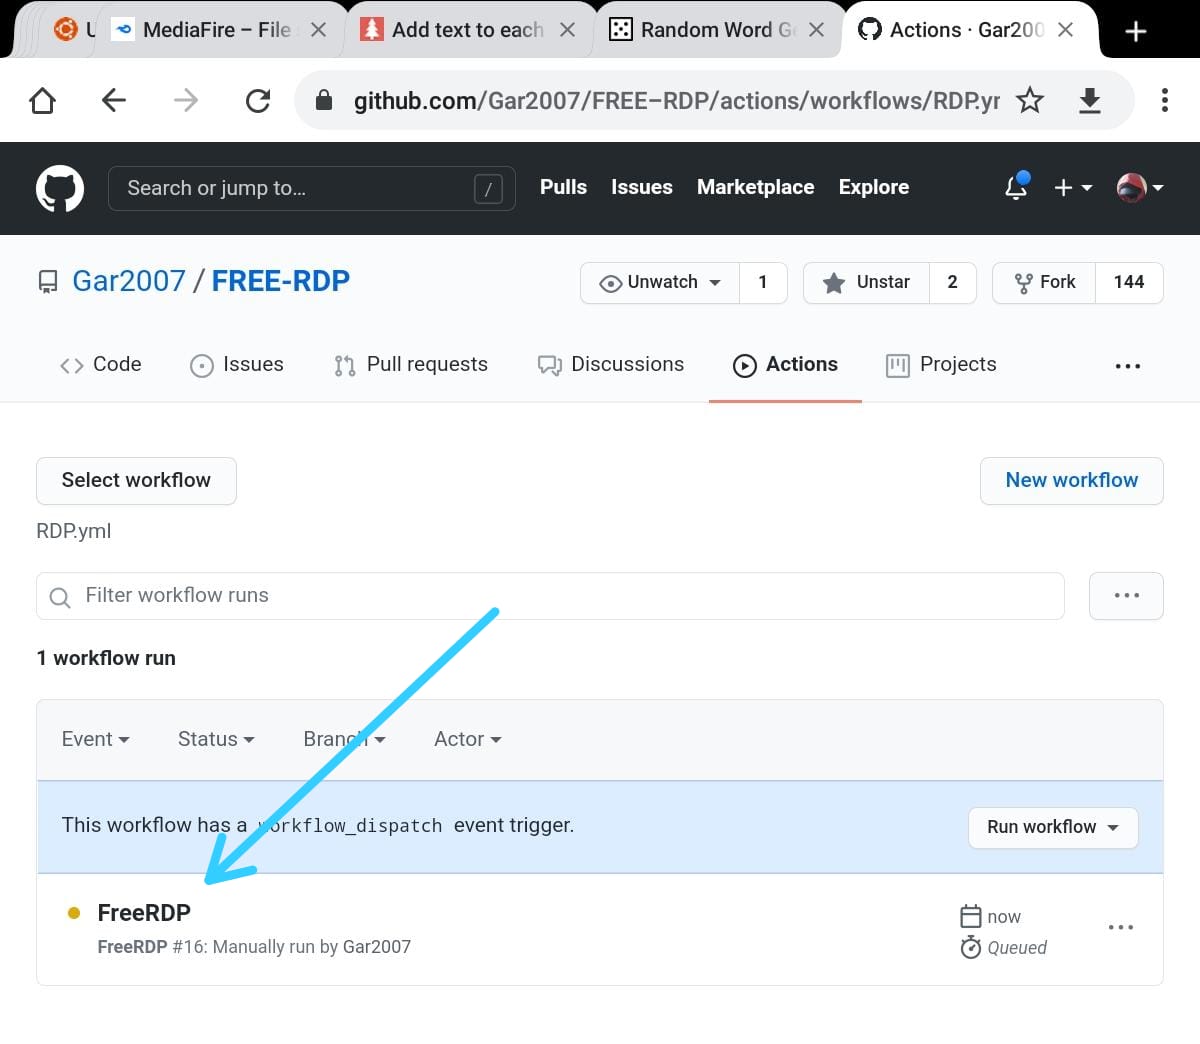 U
MediaFire – File
Add text to each
Random Word Ge
Actions · Gar200
github.com/Gar2007/FREE–RDP/actions/workflows/RDP.yr
Search or jump to… /
Pulls Issues Marketplace Explore
Gar2007 / FREE-RDP
Unwatch 1 Unstar 2 Fork 144
Code Issues Pull requests Discussions Actions Projects
Select workflow New workflow
RDP.yml
Filter workflow runs
1 workflow run
Event Status Branch Actor
This workflow has a workflow_dispatch event trigger.
Run workflow
FreeRDP now
FreeRDP #16: Manually run by Gar2007 Queued